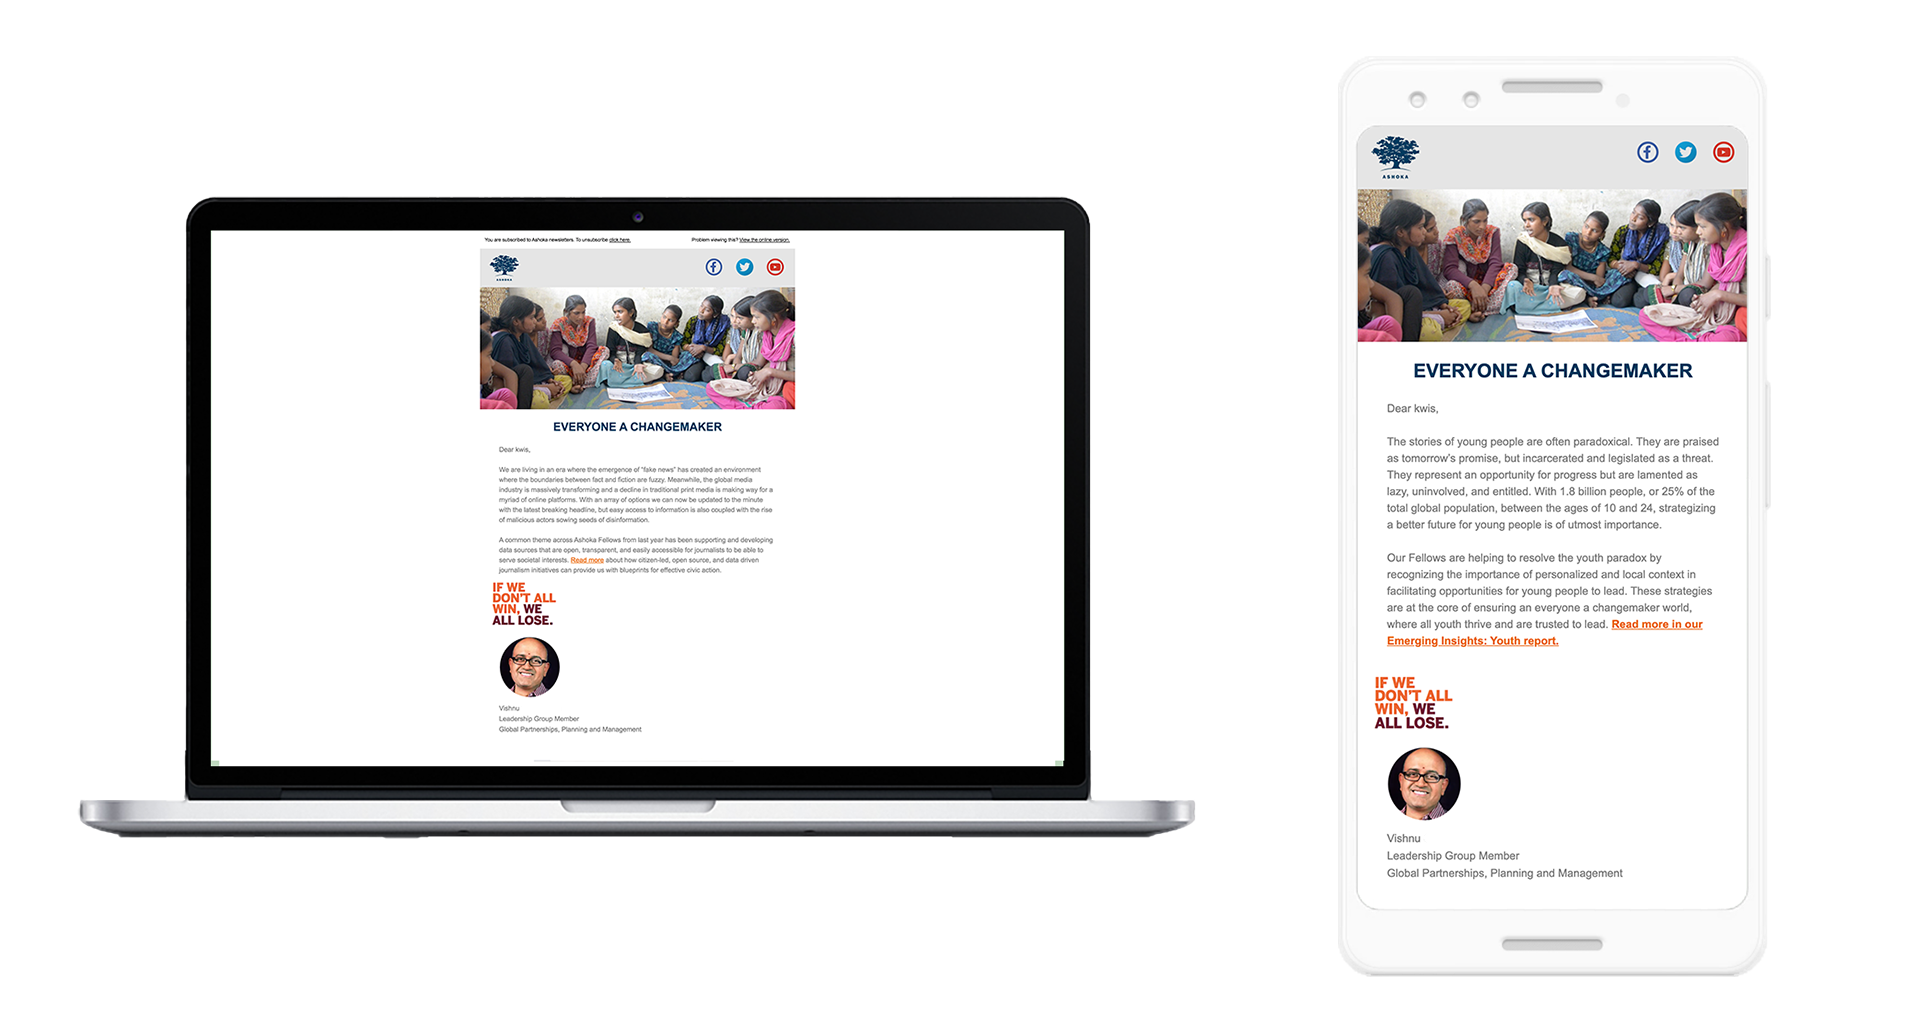 You are subscribed to Ashoka newsletters. To unsubscribe click here.
Problem viewing this? View the online version.
ASHOKA
EVERYONE A CHANGEMAKER
Dear kwis,
We are living in an era where the emergence of "fake news" has created an environment
where the boundaries between fact and fiction are fuzzy. Meanwhile, the global media
industry is massively transforming and a decline in traditional print media is making way for a
myriad of online platforms. With an array of options we can now be updated to the minute
with the latest breaking headline, but easy access to information is also coupled with the rise
of malicious actors sowing seeds of disinformation.
A common theme across Ashoka Fellows from last year has been supporting and developing
data sources that are open, transparent, and easily accessible for journalists to be able to
serve societal interests. Read more about how citizen-led, open source, and data driven
journalism initiatives can provide us with blueprints for effective civic action.
IF WE
DON'T ALL
WIN, WE
ALL LOSE.
Vishnu
Leadership Group Member
Global Partnerships, Planning and Management
ASHOKA
EVERYONE A CHANGEMAKER
Dear kwis,
The stories of young people are often paradoxical. They are praised
as tomorrow's promise, but incarcerated and legislated as a threat.
They represent an opportunity for progress but are lamented as
lazy, uninvolved, and entitled. With 1.8 billion people, or 25% of the
total global population, between the ages of 10 and 24, strategizing
a better future for young people is of utmost importance.
Our Fellows are helping to resolve the youth paradox by
recognizing the importance of personalized and local context in
facilitating opportunities for young people to lead. These strategies
are at the core of ensuring an everyone a changemaker world,
where all youth thrive and are trusted to lead. Read more in our
Emerging Insights: Youth report.
IF WE
DON'T ALL
WIN, WE
ALL LOSE.
Vishnu
Leadership Group Member
Global Partnerships, Planning and Management